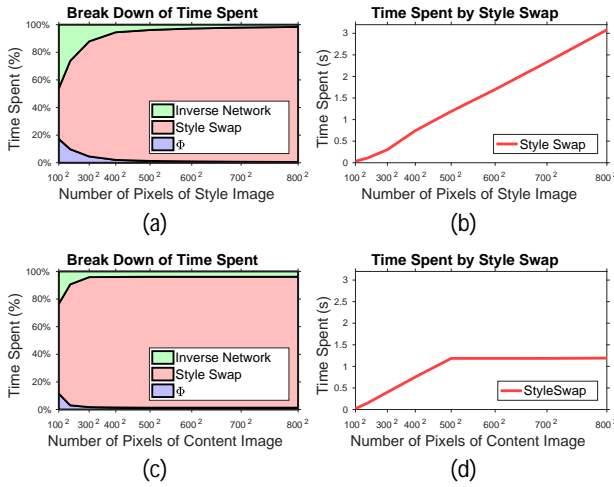 Break Down of Time Spent
100%
80%
60%
40%
20%
0%
Time Spent (%)
Inverse Network
Style Swap
Φ
100² 300² 400² 500² 600² 700² 800²
Number of Pixels of Style Image
(a)
Time Spent by Style Swap
3
2.5
2
1.5
1
0.5
0
Time Spent (s)
Style Swap
100² 300² 400² 500² 600² 700² 800²
Number of Pixels of Style Image
(b)
Break Down of Time Spent
100%
80%
60%
40%
20%
0%
Time Spent (%)
Inverse Network
Style Swap
Φ
100² 300² 400² 500² 600² 700² 800²
Number of Pixels of Content Image
(c)
Time Spent by Style Swap
3
2.5
2
1.5
1
0.5
0
Time Spent (s)
StyleSwap
100² 300² 400² 500² 600² 700² 800²
Number of Pixels of Content Image
(d)